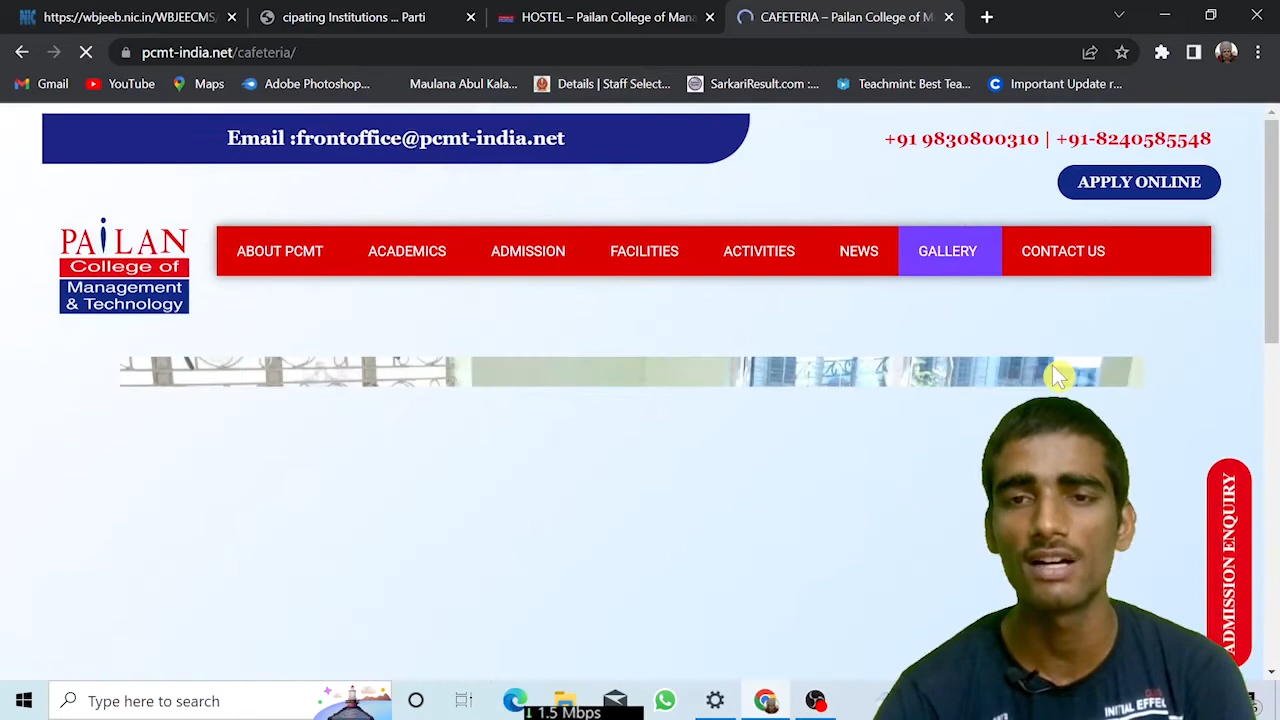 https://wbjeeb.nic.in/WBJEECMS/
cipating Institutions ... Parti
HOSTEL – Pailan College of Mana
CAFETERIA – Pailan College of M
pcmt-india.net/cafeteria/
Gmail
YouTube
Maps
Adobe Photoshop...
Maulana Abul Kala...
Details | Staff Select...
SarkariResult.com :...
Teachmint: Best Tea...
Important Update r...
Email :frontoffice@pcmt-india.net
+91 9830800310 | +91-8240585548
APPLY ONLINE
PAiLAN
College of
Management
& Technology
ABOUT PCMT
ACADEMICS
ADMISSION
FACILITIES
ACTIVITIES
NEWS
GALLERY
CONTACT US
ADMISSION ENQUIRY
INITIAL EFFEC
Type here to search
1.5 Mbps